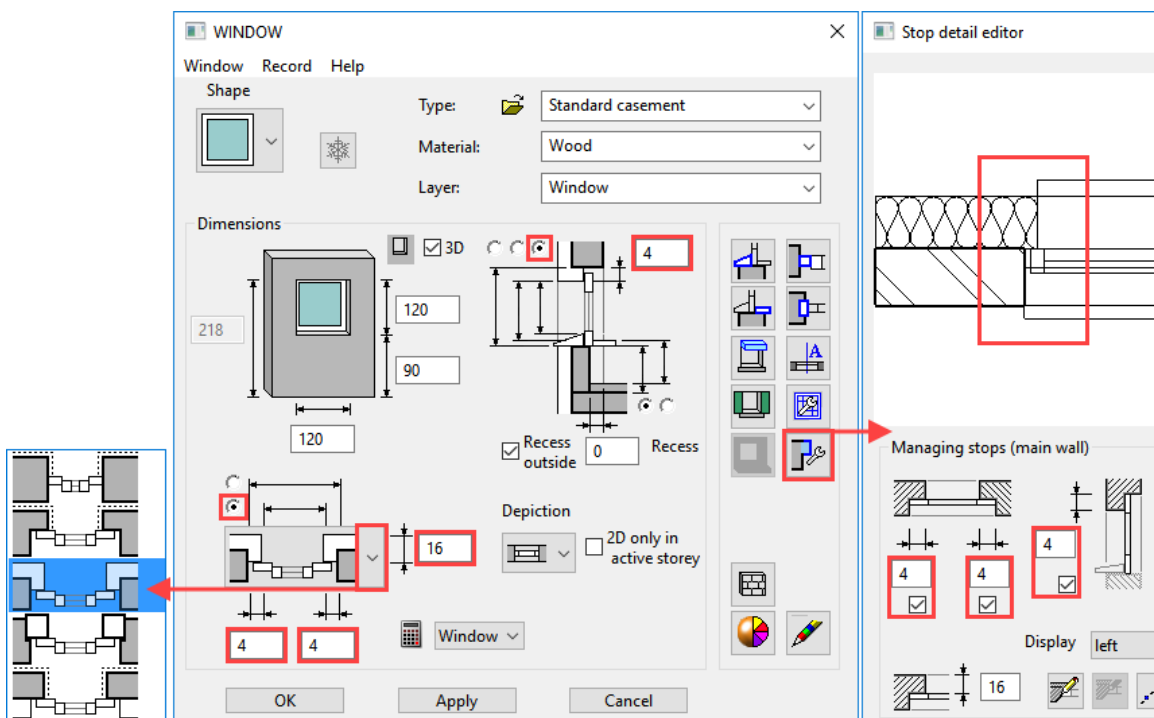 WINDOW
Window Record Help
Shape
Type:
Standard casement
Material:
Wood
Layer:
Window
Dimensions
3D
4
218
120
90
120
Recess
outside
0
Recess
Depiction
2D only in
active storey
16
4
4
Window
OK
Apply
Cancel
A
Stop detail editor
Managing stops (main wall)
4
4
4
Display
left
16